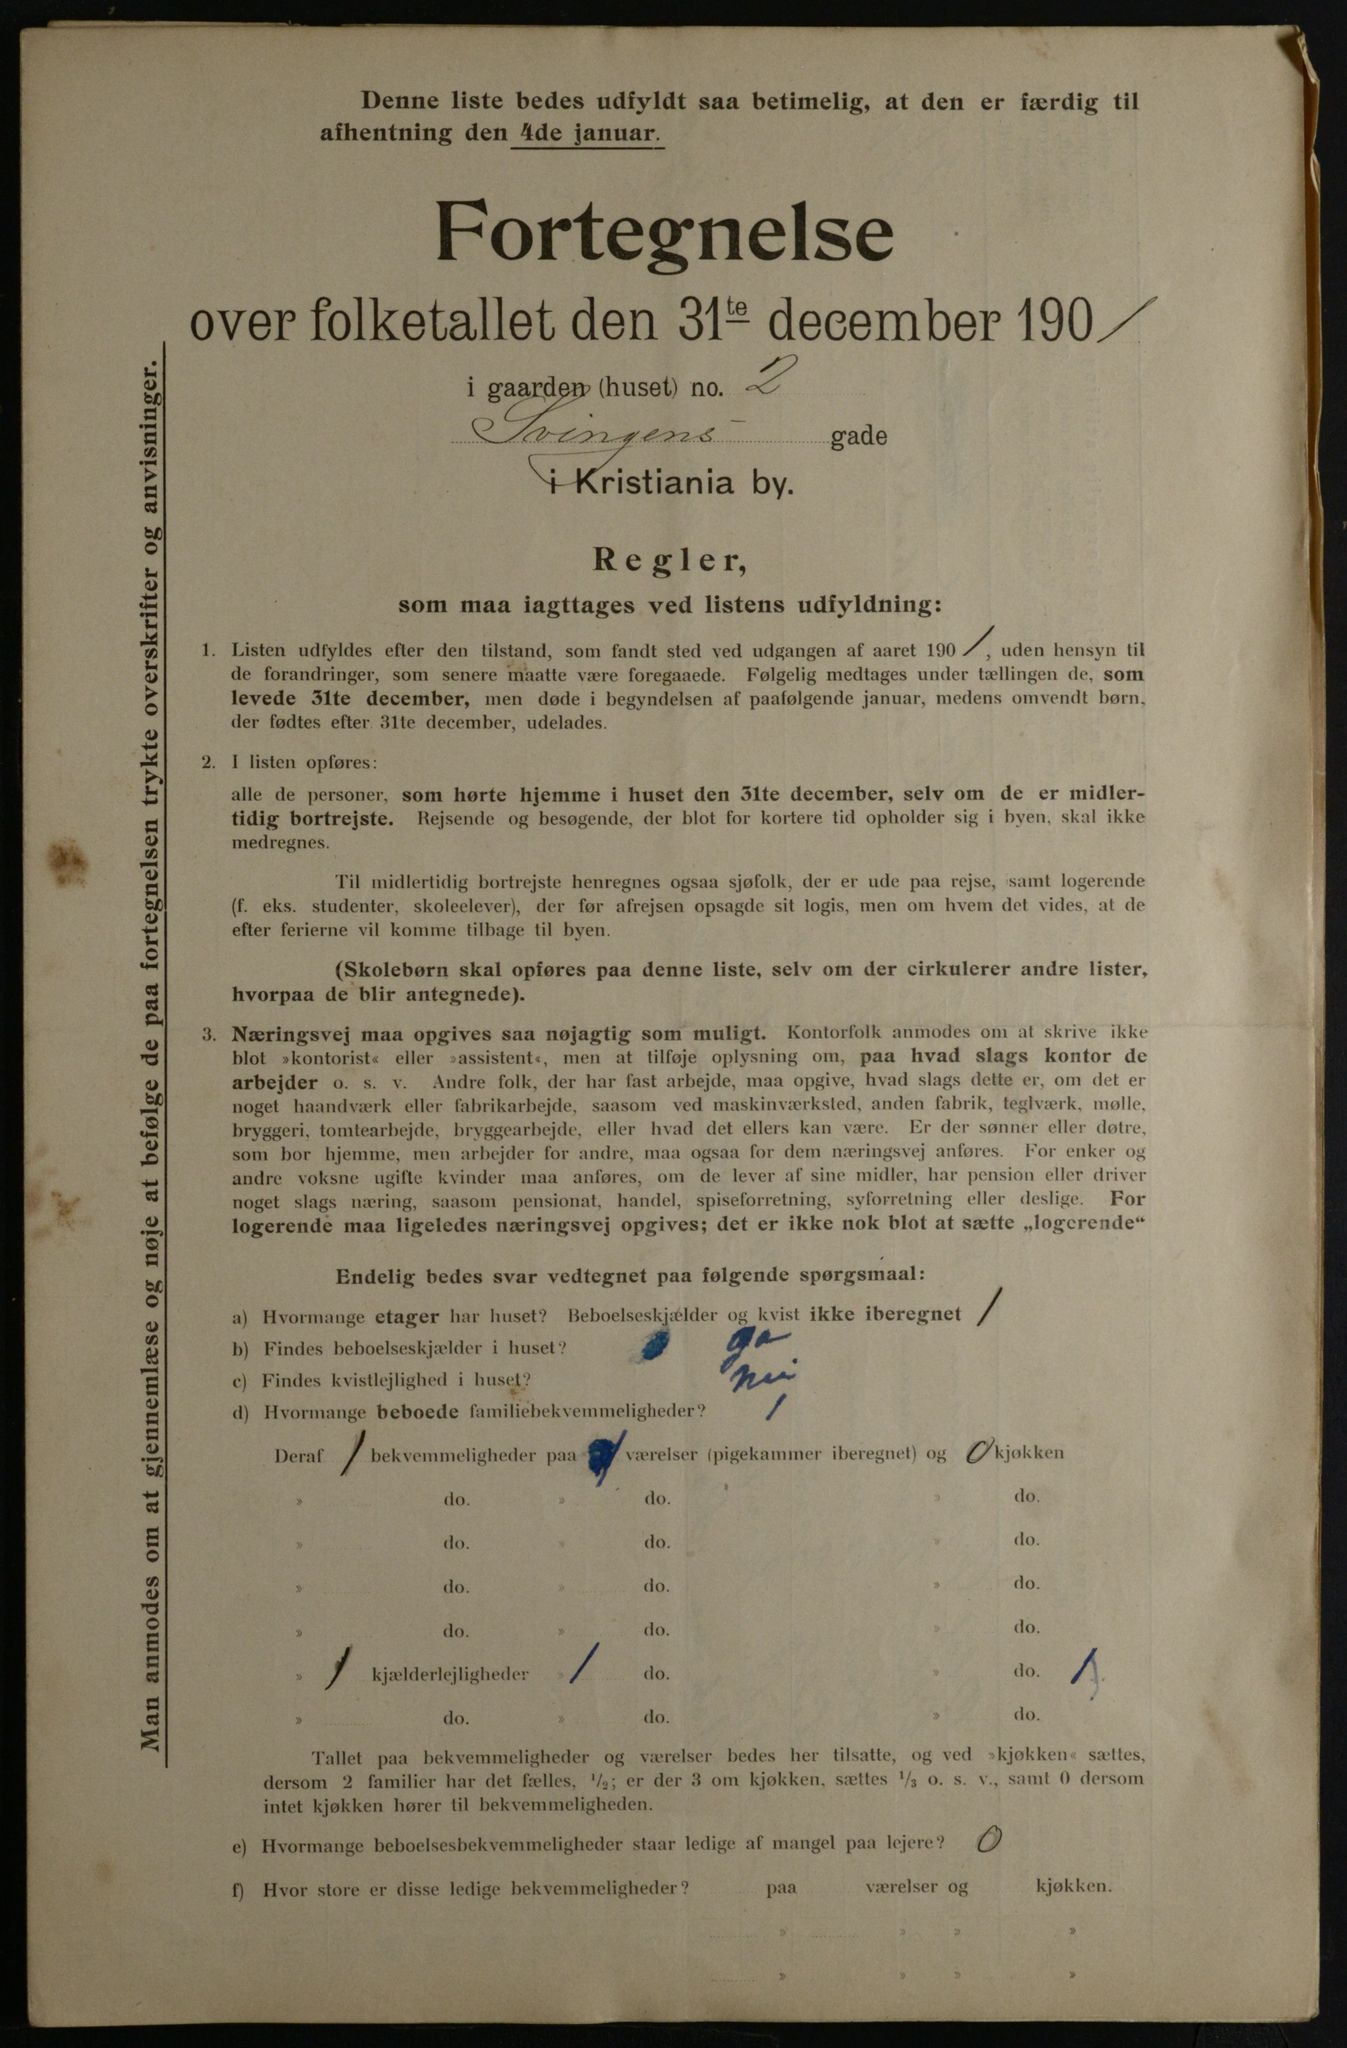 Denne liste bedes udfyldt saa betimelig, at den er færdig til
afhentning den 4de januar.
Fortegnelse
over folketallet den 31te december 1901
i gaarden (huset) no. 2
Svingens gade
i Kristiania by.
Regler,
som maa iagttages ved listens udfyldning:
1. Listen udfyldes efter den tilstand, som fandt sted ved udgangen af aaret 1901, uden hensyn til
de forandringer, som senere maatte være foregaaede. Følgelig medtages under tællingen de, som
levede 31te december, men døde i begyndelsen af paafølgende januar, medens omvendt børn,
der fødtes efter 31te december, udelades.
2. I listen opføres:
alle de personer, som hørte hjemme i huset den 31te december, selv om de er midler-
tidig bortrejste. Rejsende og besøgende, der blot for kortere tid opholder sig i byen, skal ikke
medregnes.
Til midlertidig bortrejste henregnes ogsaa sjøfolk, der er ude paa rejse, samt logerende
(f. eks. studenter, skoleelever), der før afrejsen opsagde sit logis, men om hvem det vides, at de
efter ferierne vil komme tilbage til byen.
(Skolebørn skal opføres paa denne liste, selv om der cirkulerer andre lister,
hvorpaa de blir antegnede).
3. Næringsvej maa opgives saa nøjagtig som muligt. Kontorfolk anmodes om at skrive ikke
blot »kontorist« eller »assistent«, men at tilføje oplysning om, paa hvad slags kontor de
arbejder o. s. v. Andre folk, der har fast arbejde, maa opgive, hvad slags dette er, om det er
noget haandværk eller fabrikarbejde, saasom ved maskinværksted, anden fabrik, teglværk, mølle,
bryggeri, tomtearbejde, bryggearbejde, eller hvad det ellers kan være. Er der sønner eller døtre,
som bor hjemme, men arbejder for andre, maa ogsaa for dem næringsvej anføres. For enker og
andre voksne ugifte kvinder maa anføres, om de lever af sine midler, har pension eller driver
noget slags næring, saasom pensionat, handel, spiseforretning, syforretning eller deslige. For
logerende maa ligeledes næringsvej opgives; det er ikke nok blot at sætte „logerende“
Endelig bedes svar vedtegnet paa følgende spørgsmaal:
a) Hvormange etager har huset? Beboelseskjælder og kvist ikke iberegnet 1
b) Findes beboelseskjælder i huset? ja
c) Findes kvistlejlighed i huset? nei
d) Hvormange beboede familiebekvemmeligheder? 1
Deraf 1 bekvemmeligheder paa 1 værelser (pigekammer iberegnet) og 0 kjøkken
» do. » do. » do.
» do. » do. » do.
» do. » do. » do.
» do. » do. » do.
» 1 kjælderlejligheder » 1 do. » do. 1
» do. » do. » do.
Tallet paa bekvemmeligheder og værelser bedes her tilsatte, og ved »kjøkken« sættes,
dersom 2 familier har det fælles, 1/2; er der 3 om kjøkken, sættes 1/3 o. s. v., samt 0 dersom
intet kjøkken hører til bekvemmeligheden.
e) Hvormange beboelsesbekvemmeligheder staar ledige af mangel paa lejere? 0
f) Hvor store er disse ledige bekvemmeligheder? paa værelser og kjøkken.
» » » »
» » » »
Man anmodes om at gjennemlæse og nøje at befølge de paa fortegnelsen trykte overskrifter og anvisninger.